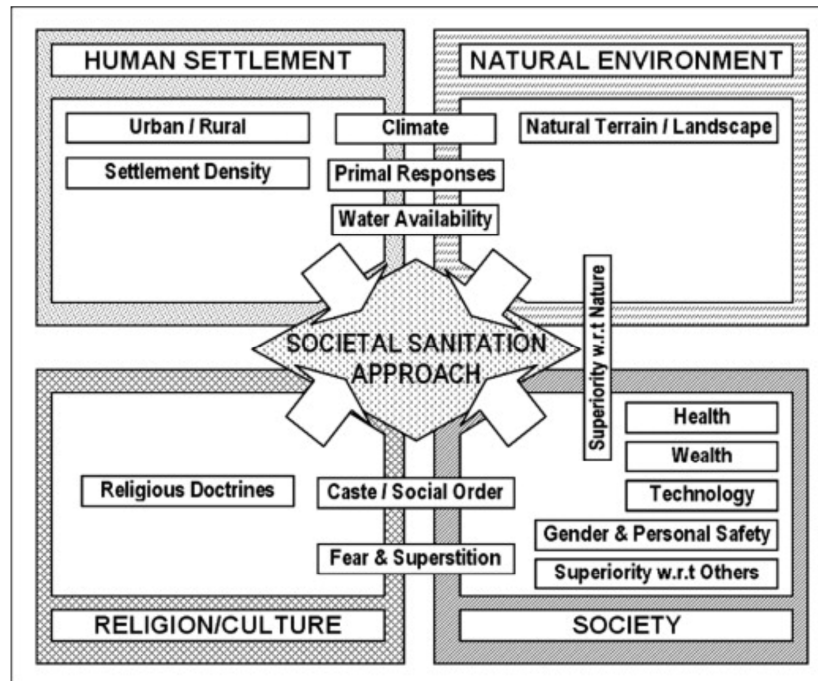 HUMAN SETTLEMENT
NATURAL ENVIRONMENT
Urban / Rural
Climate
Natural Terrain / Landscape
Settlement Density
Primal Responses
Water Availability
Superiority w.r.t Nature
SOCIETAL SANITATION
APPROACH
Health
Wealth
Religious Doctrines
Caste / Social Order
Technology
Gender & Personal Safety
Fear & Superstition
Superiority w.r.t Others
RELIGION/CULTURE
SOCIETY